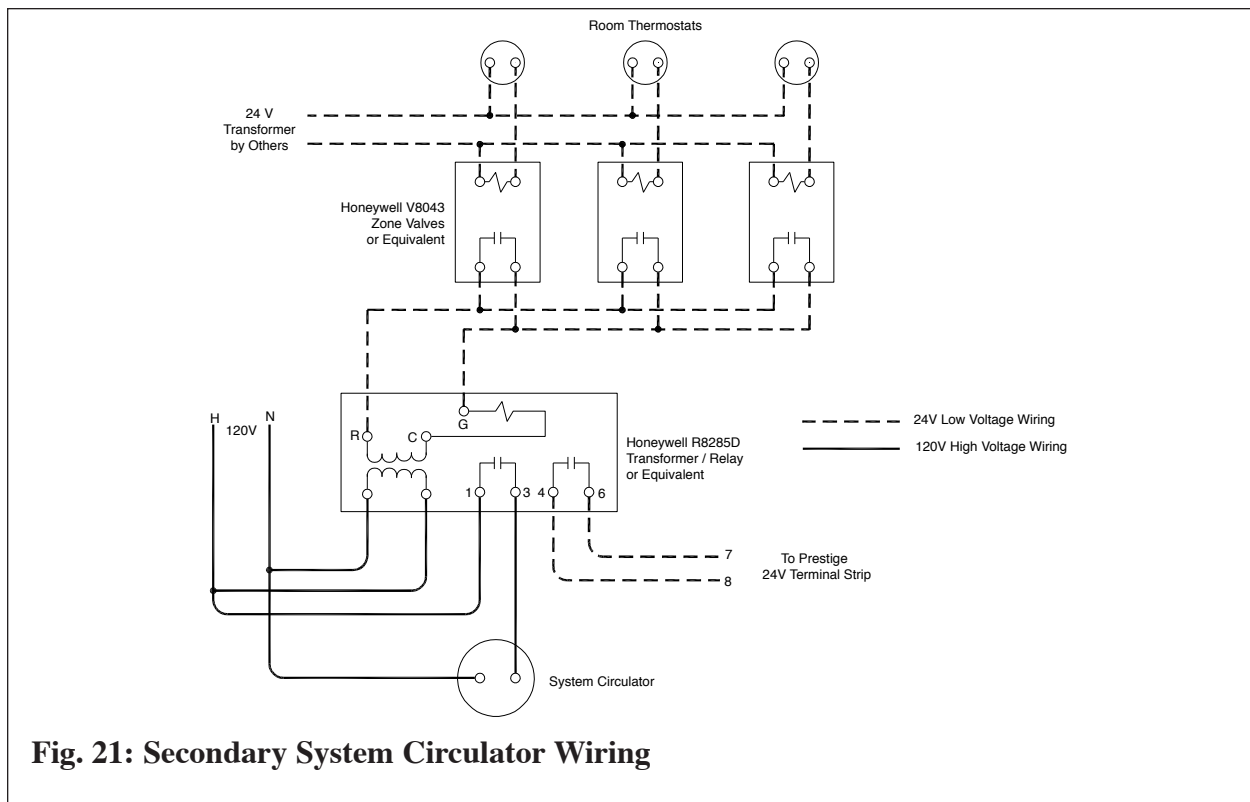 Room Thermostats
24 V
Transformer
by Others
Honeywell V8043
Zone Valves
or Equivalent
H
N
120V
G
R
C
Honeywell R8285D
Transformer / Relay
or Equivalent
24V Low Voltage Wiring
120V High Voltage Wiring
1
3
4
6
7
8
To Prestige
24V Terminal Strip
System Circulator
Fig. 21: Secondary System Circulator Wiring